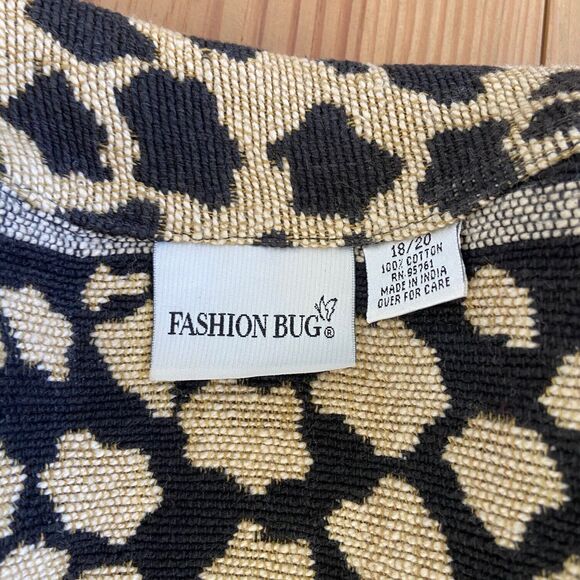 FASHION BUG®
18/20
100% COTTON
RN 95761
MADE IN INDIA
OVER FOR CARE